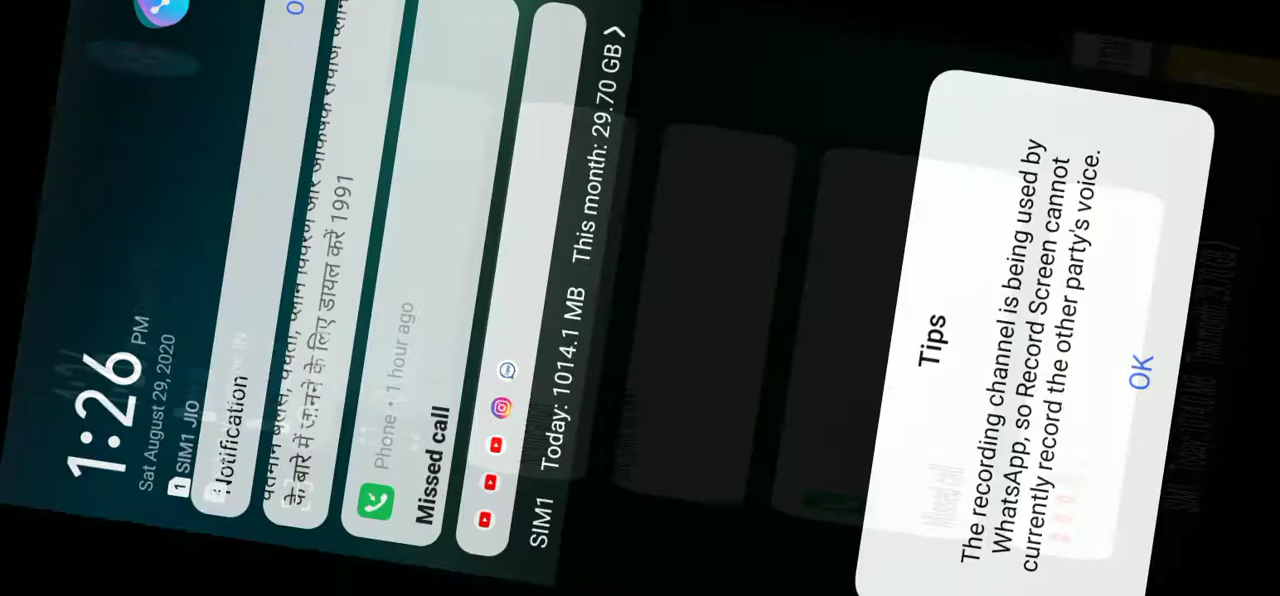 1:26 PM
Sat August 29, 2020
1 SIM1 JIO
Notification
के बारे में जानने के लिए डायल करें 1991
Phone • 1 hour ago
Missed call
SIM1 Today: 1014.1 MB This month: 29.70 GB
Tips
The recording channel is being used by
WhatsApp, so Record Screen cannot
currently record the other party's voice.
OK